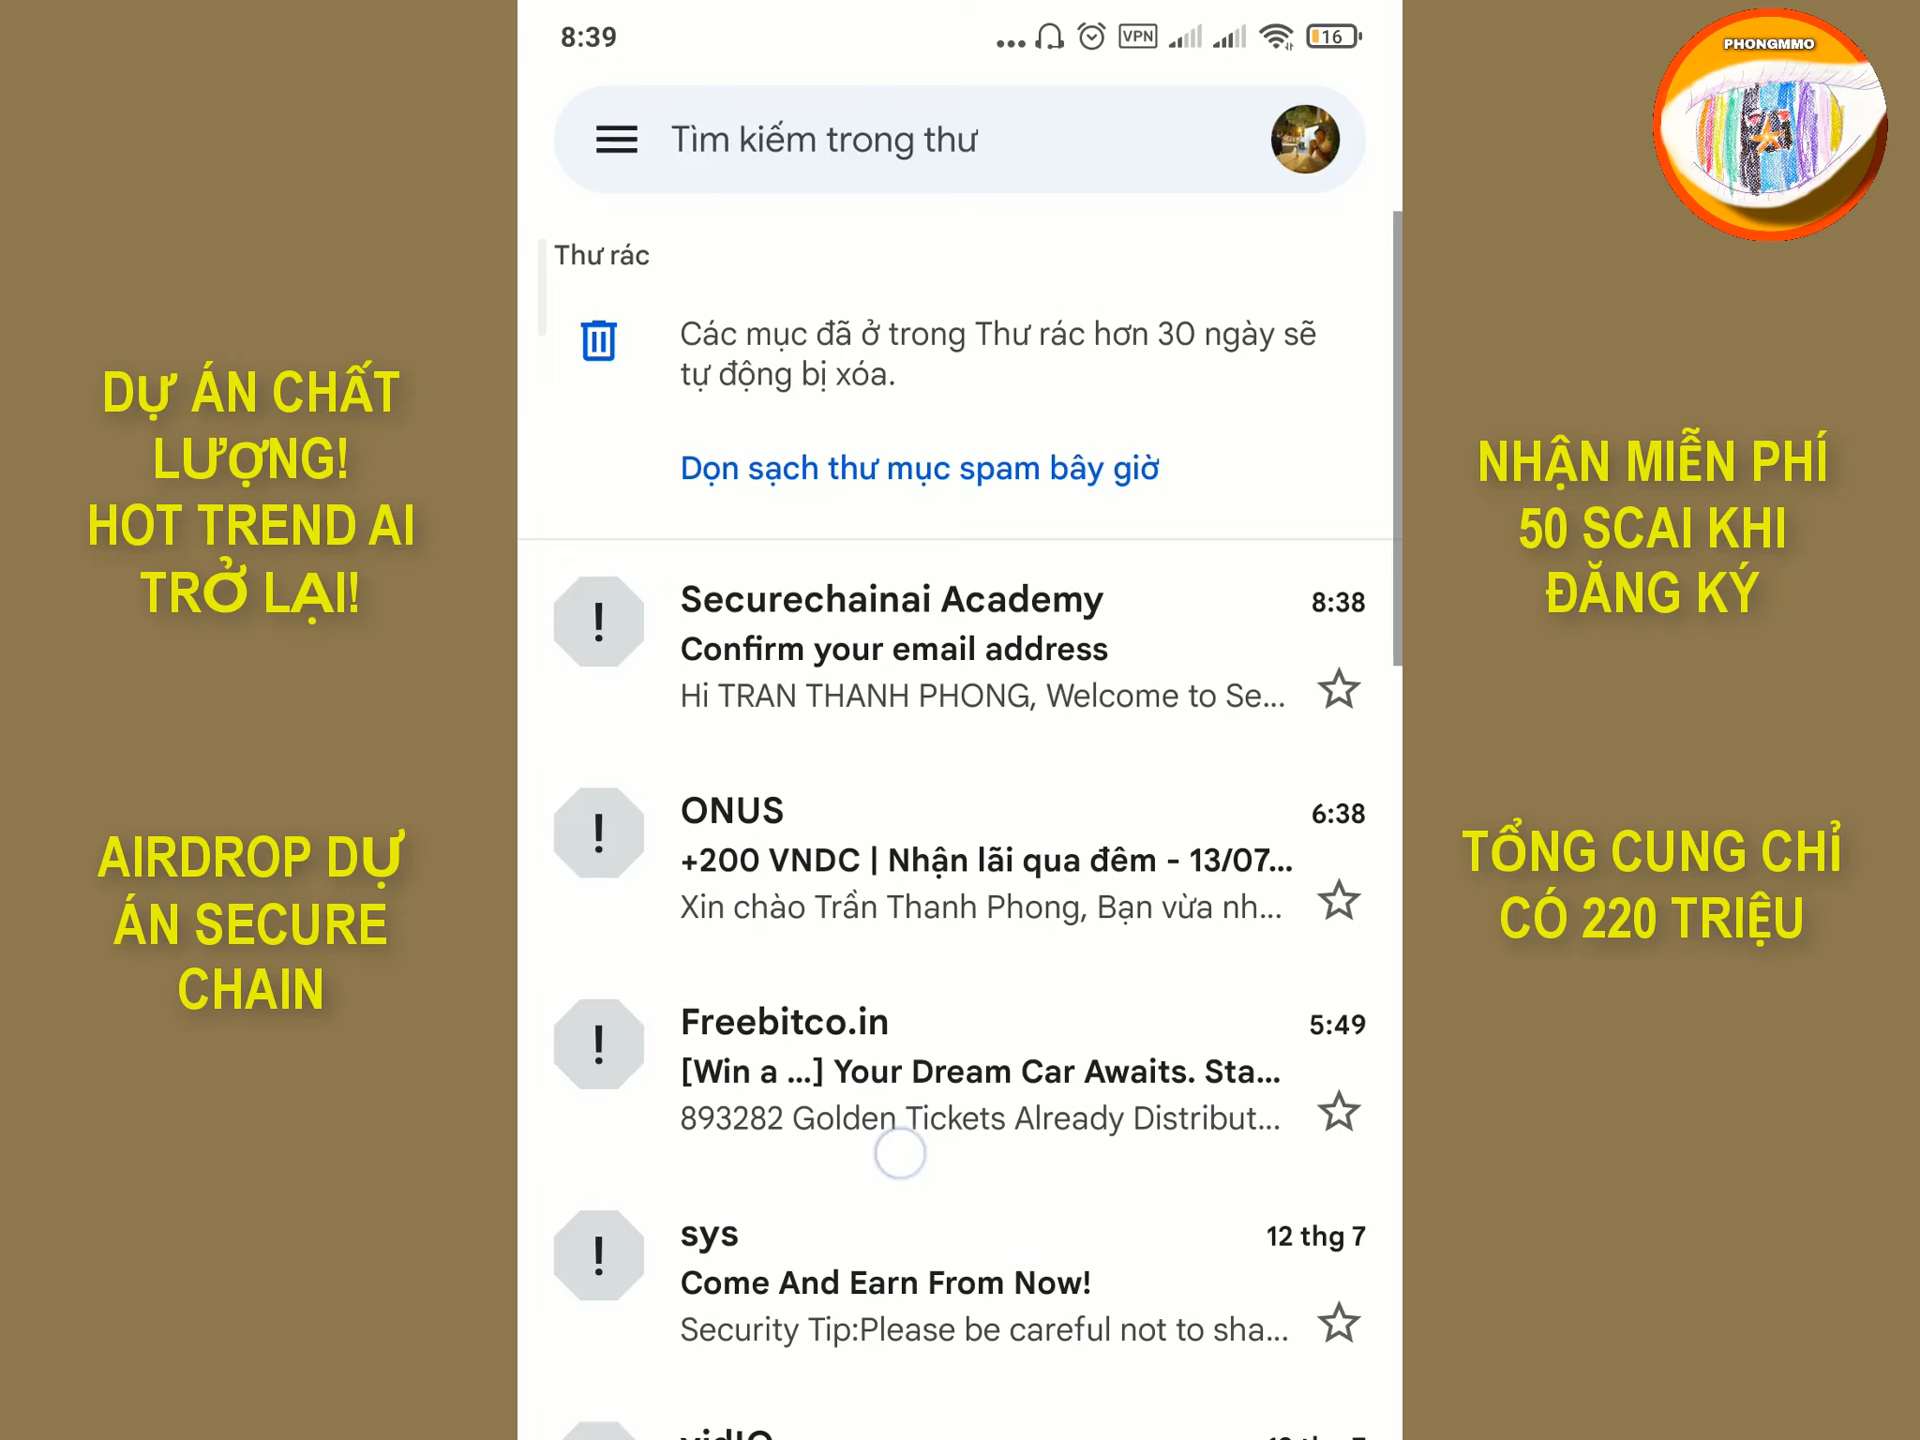 8:39
VPN
16
PHONGMMO
Tìm kiếm trong thư
Thư rác
Các mục đã ở trong Thư rác hơn 30 ngày sẽ
tự động bị xóa.
Dọn sạch thư mục spam bây giờ
Securechainai Academy
8:38
Confirm your email address
Hi TRAN THANH PHONG, Welcome to Se...
ONUS
6:38
+200 VNDC | Nhận lãi qua đêm - 13/07...
Xin chào Trần Thanh Phong, Bạn vừa nh...
Freebitco.in
5:49
[Win a ...] Your Dream Car Awaits. Sta...
893282 Golden Tickets Already Distribut...
sys
12 thg 7
Come And Earn From Now!
Security Tip:Please be careful not to sha...
DỰ ÁN CHẤT
LƯỢNG!
HOT TREND AI
TRỞ LẠI!
AIRDROP DỰ
ÁN SECURE
CHAIN
NHẬN MIỄN PHÍ
50 SCAI KHI
ĐĂNG KÝ
TỔNG CUNG CHỈ
CÓ 220 TRIỆU